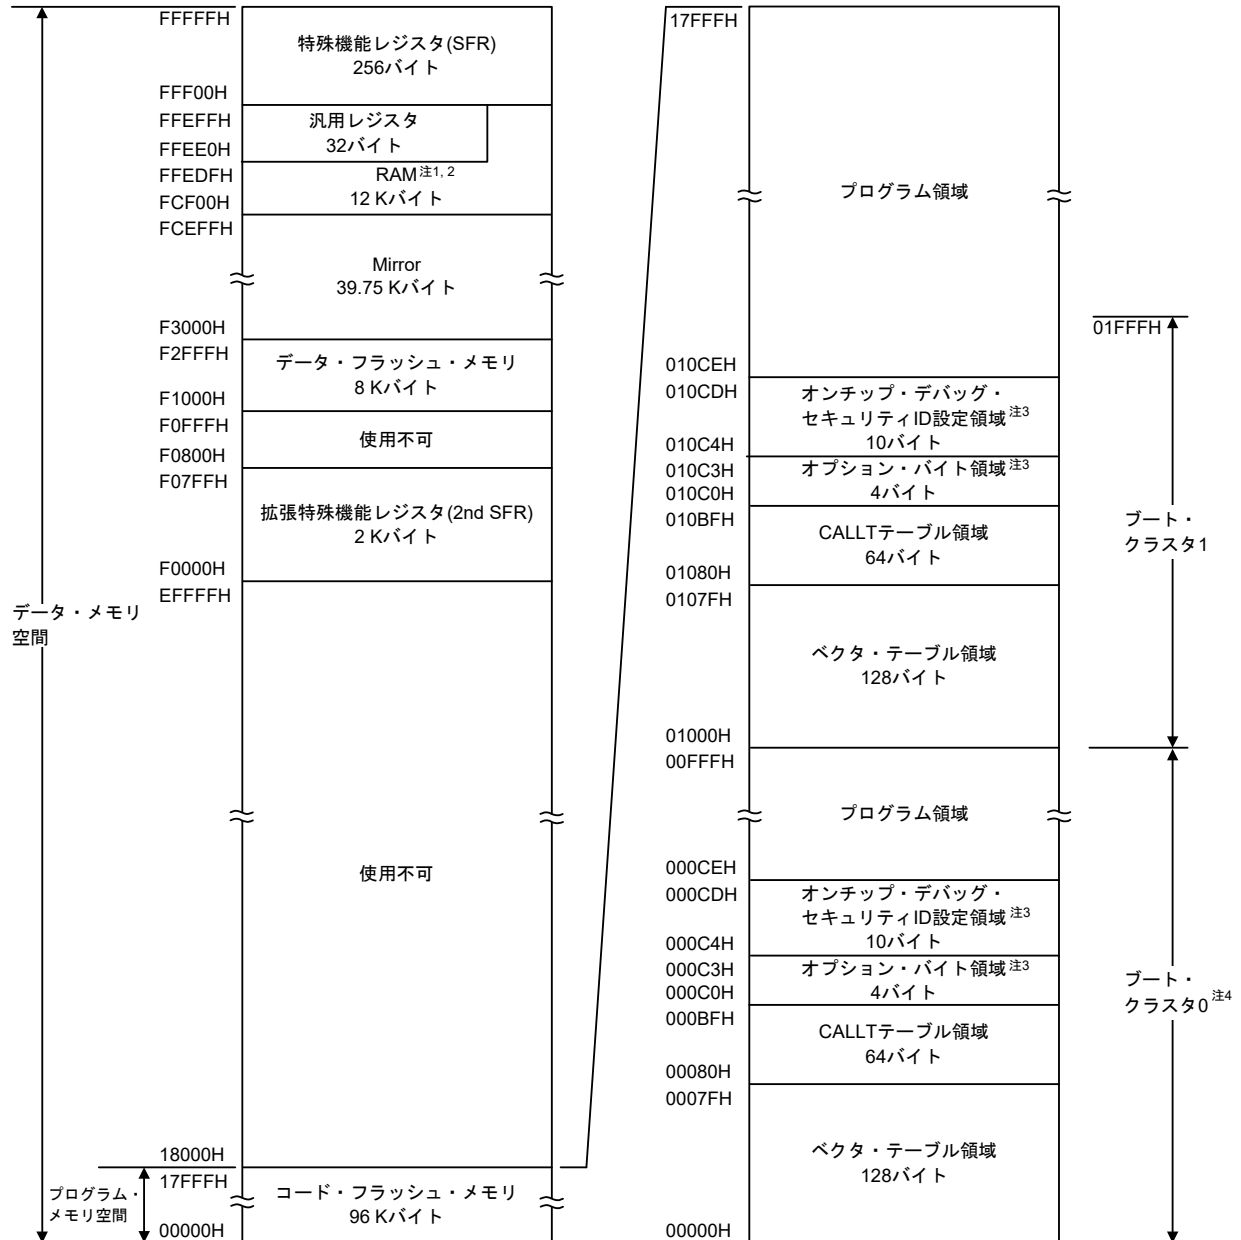 FFFFFH
特殊機能レジスタ(SFR)
256バイト
FFF00H
FFEFFH
汎用レジスタ
32バイト
FFEE0H
FFEDFH
RAM注1, 2
12 Kバイト
FCF00H
FCEFFH
Mirror
39.75 Kバイト
F3000H
F2FFFH
データ・フラッシュ・メモリ
8 Kバイト
F1000H
F0FFFH
使用不可
F0800H
F07FFH
拡張特殊機能レジスタ(2nd SFR)
2 Kバイト
F0000H
EFFFFH
データ・メモリ
空間
使用不可
18000H
17FFFH
プログラム・
メモリ空間
コード・フラッシュ・メモリ
96 Kバイト
00000H
17FFFH
プログラム領域
01FFFH
010CEH
010CDH
オンチップ・デバッグ・
セキュリティID設定領域注3
10バイト
010C4H
010C3H
オプション・バイト領域注3
4バイト
010C0H
010BFH
CALLTテーブル領域
64バイト
01080H
0107FH
ブート・
クラスタ1
ベクタ・テーブル領域
128バイト
01000H
00FFFH
プログラム領域
000CEH
000CDH
オンチップ・デバッグ・
セキュリティID設定領域注3
10バイト
000C4H
000C3H
オプション・バイト領域注3
4バイト
000C0H
000BFH
ブート・
クラスタ0注4
CALLTテーブル領域
64バイト
00080H
0007FH
ベクタ・テーブル領域
128バイト
00000H